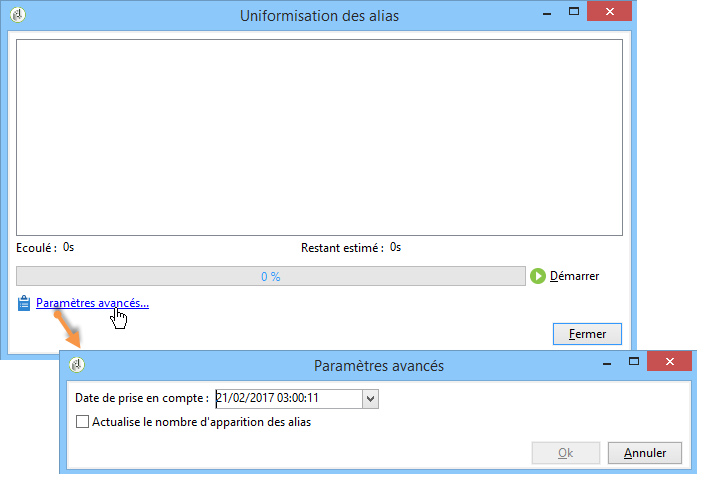 Uniformisation des alias
Ecoulé : 0s Restant estimé : 0s
0 %
Démarrer
Paramètres avancés...
Fermer
Paramètres avancés
Date de prise en compte : 21/02/2017 03:00:11
Actualise le nombre d'apparition des alias
Ok Annuler